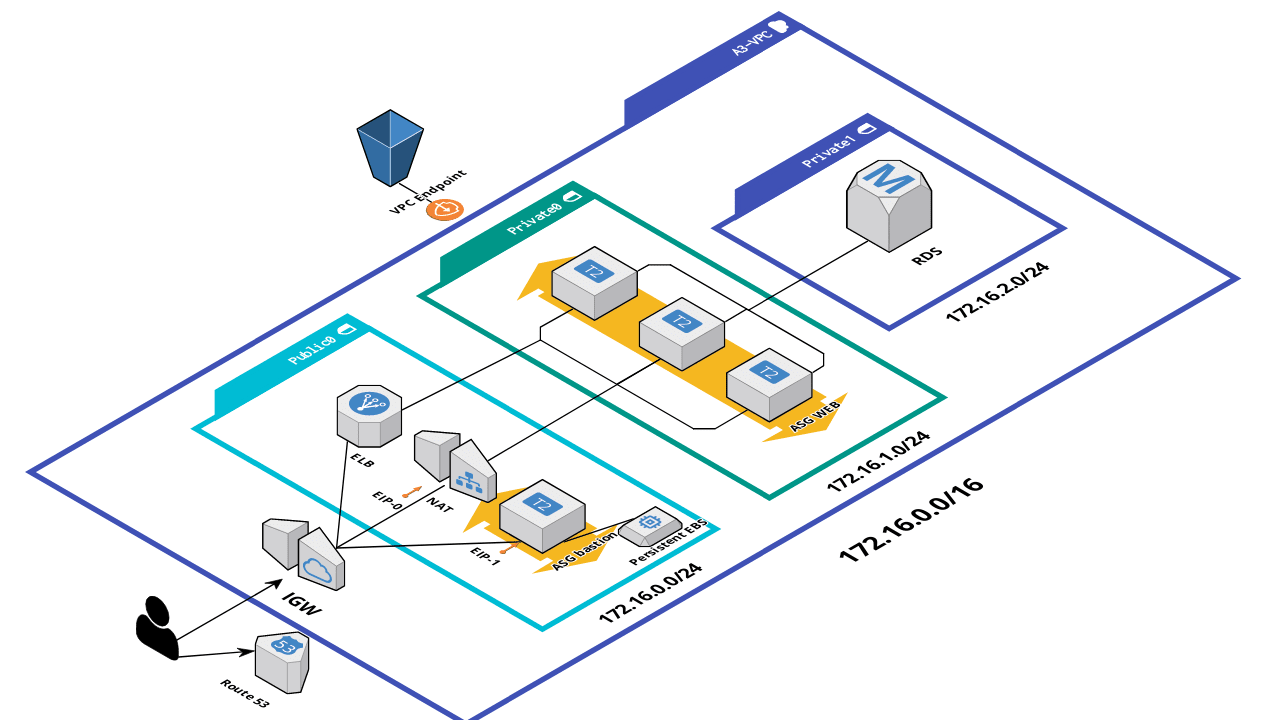 A3-VPC
Private1
M
RDS
172.16.2.0/24
VPC Endpoint
Private0
T2
T2
T2
ASG WEB
172.16.1.0/24
172.16.0.0/16
Public0
ELB
EIP-0
NAT
T2
EIP-1
ASG bastion
Persistent EBS
172.16.0.0/24
IGW
53
Route 53